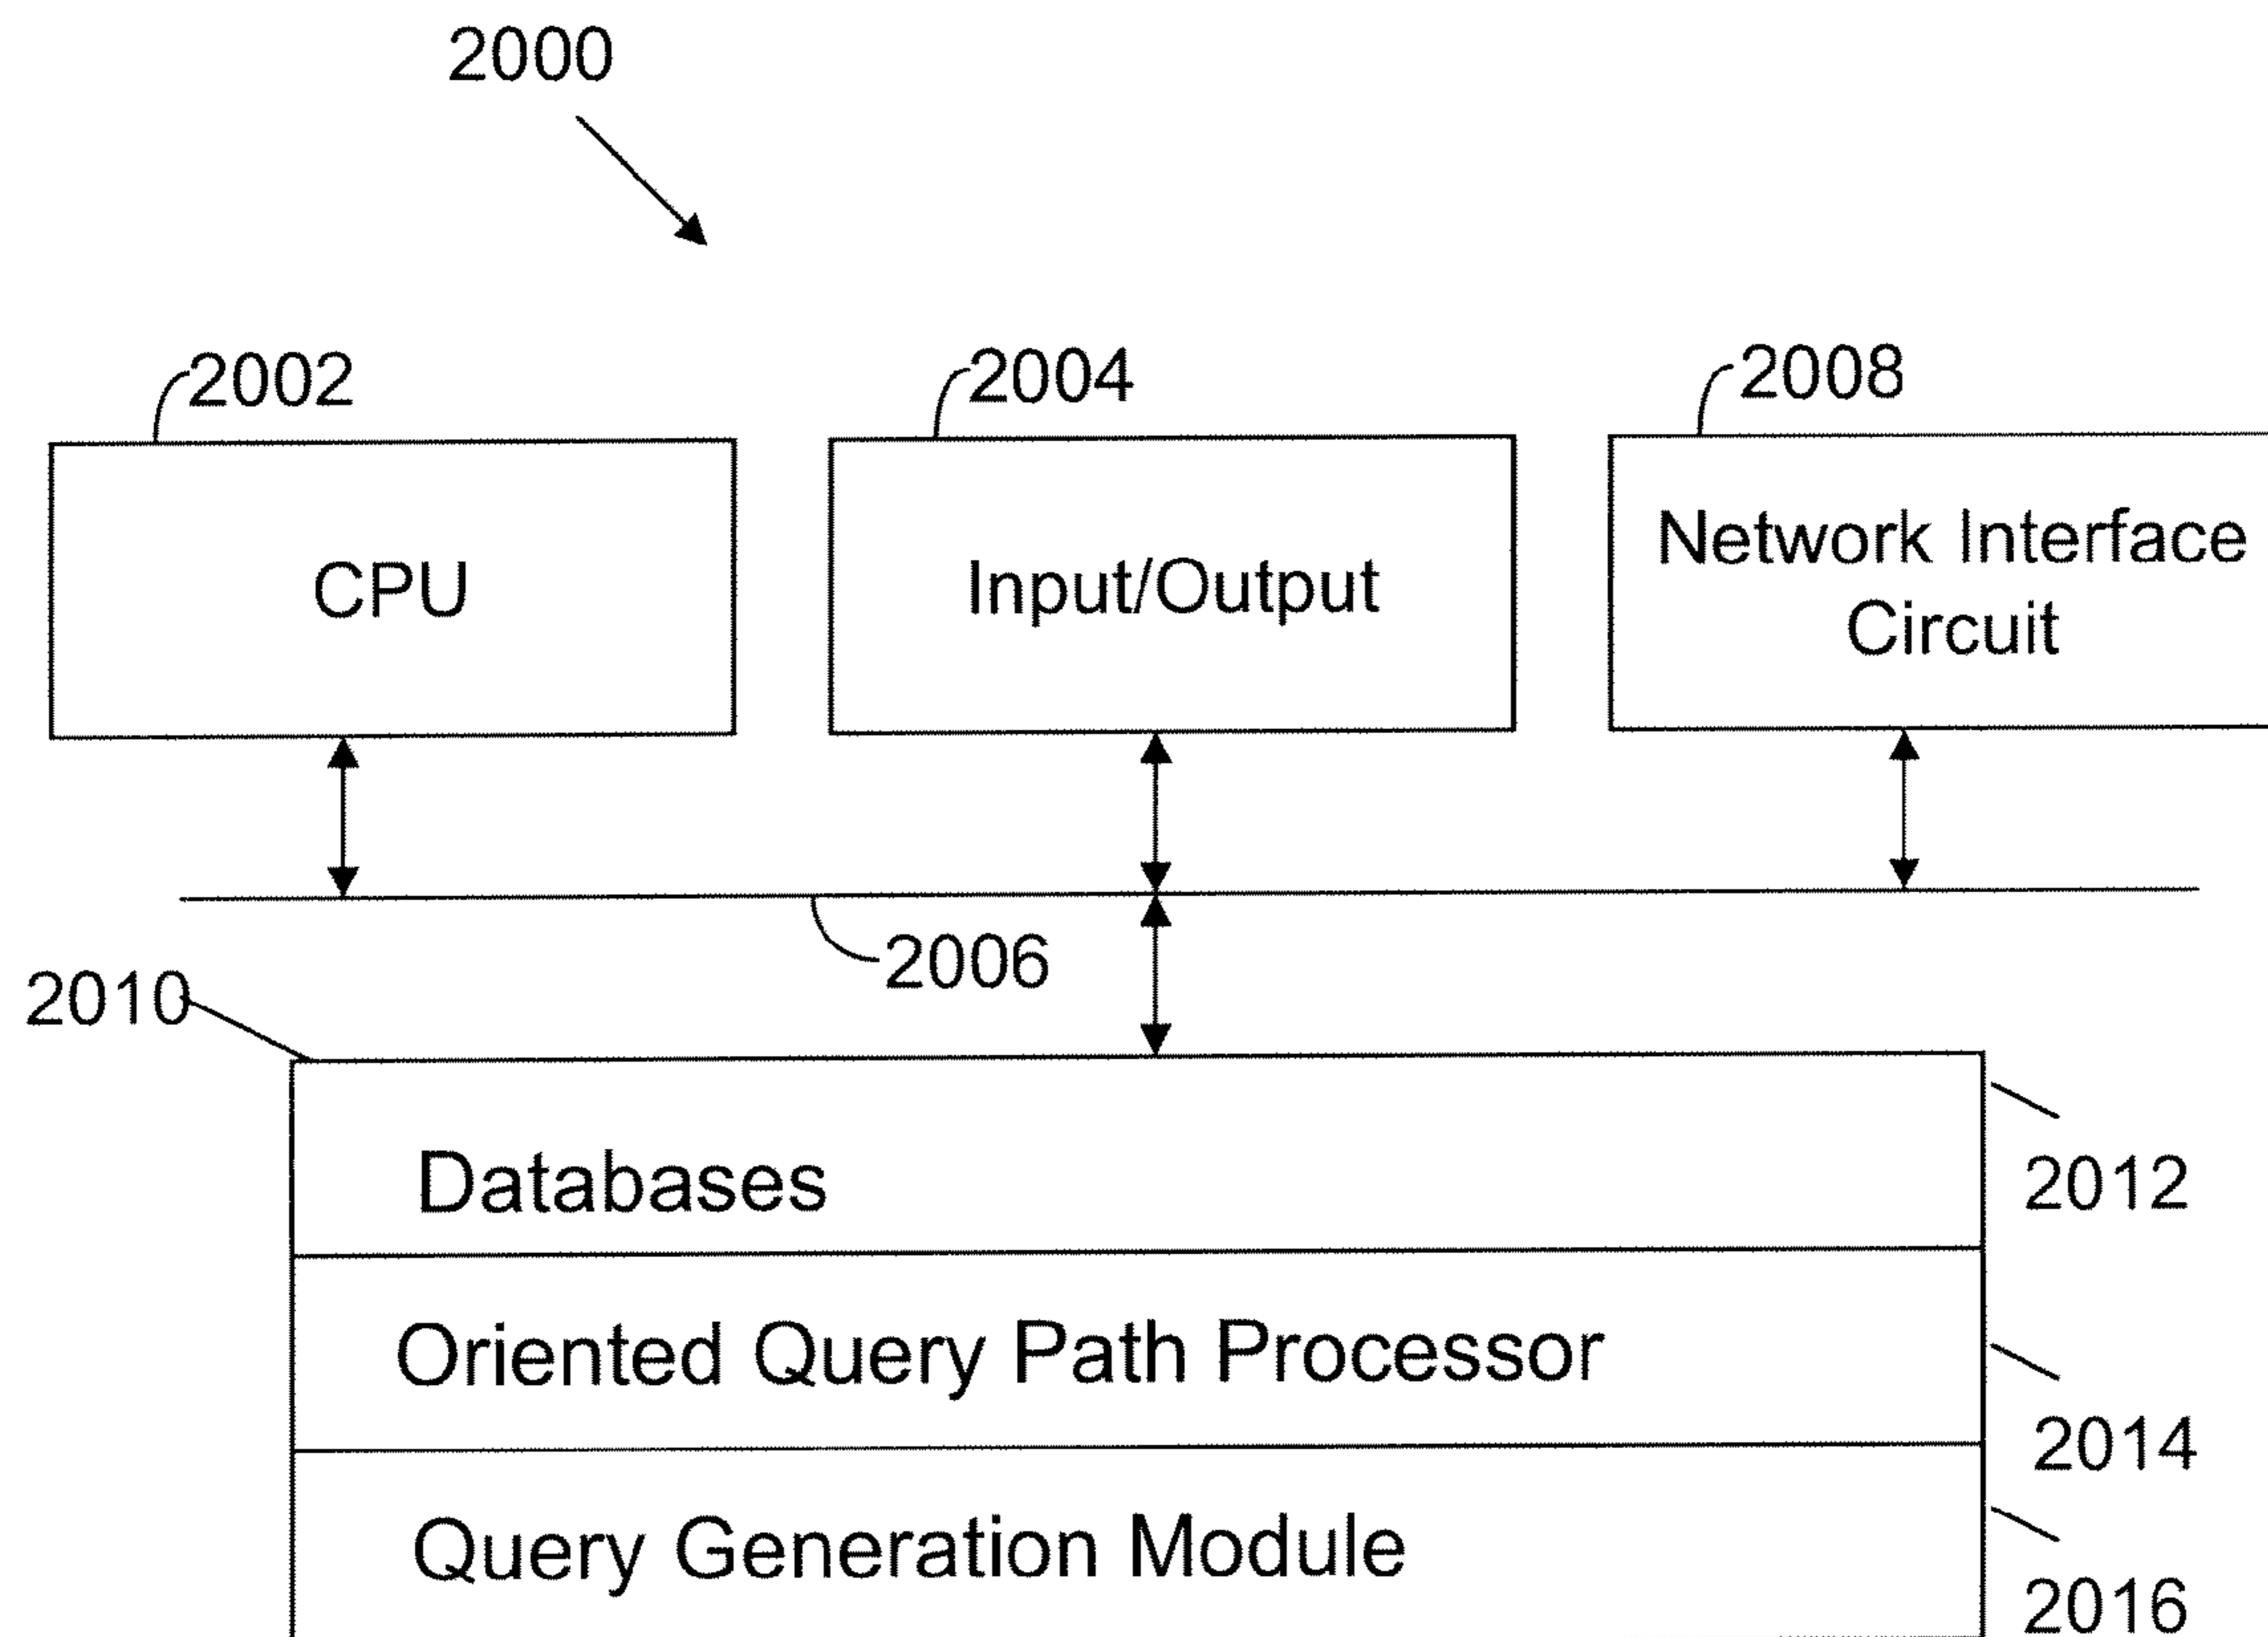 2000
2002
2004
2008
CPU
Input/Output
Network Interface
Circuit
2006
2010
Databases
2012
Oriented Query Path Processor
2014
Query Generation Module
2016